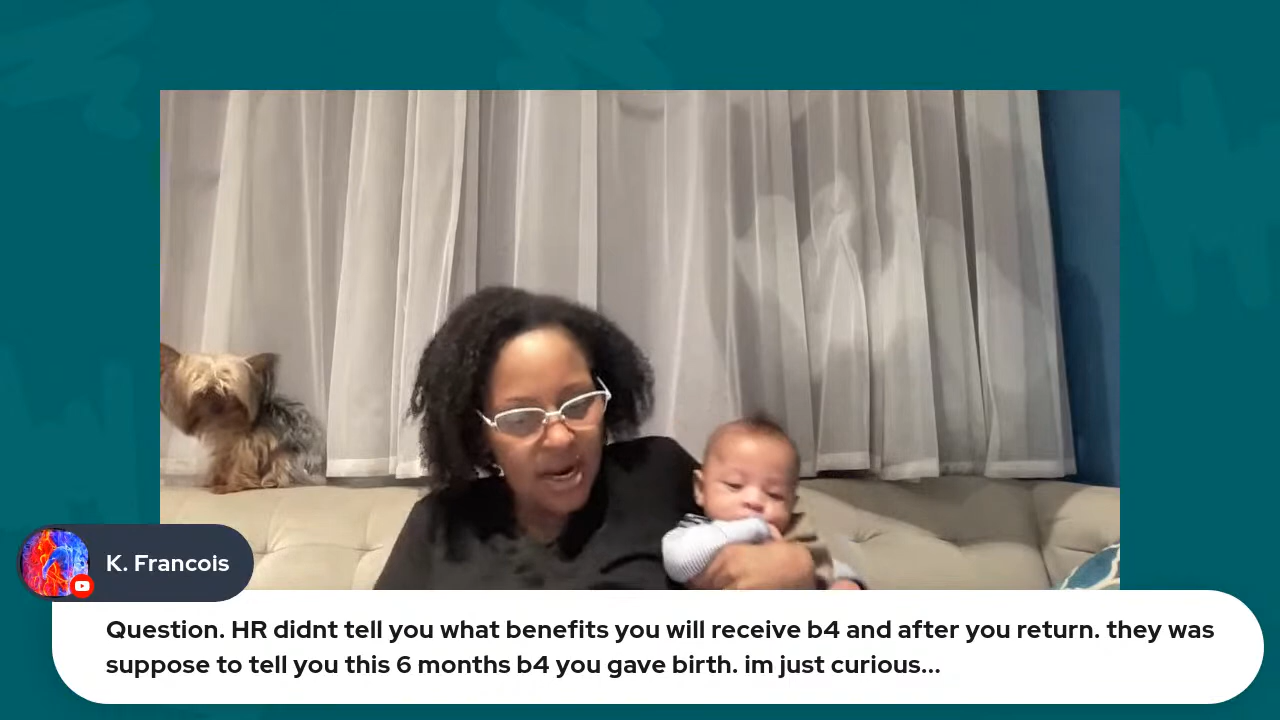 K. Francois
Question. HR didnt tell you what benefits you will receive b4 and after you return. they was
suppose to tell you this 6 months b4 you gave birth. im just curious...